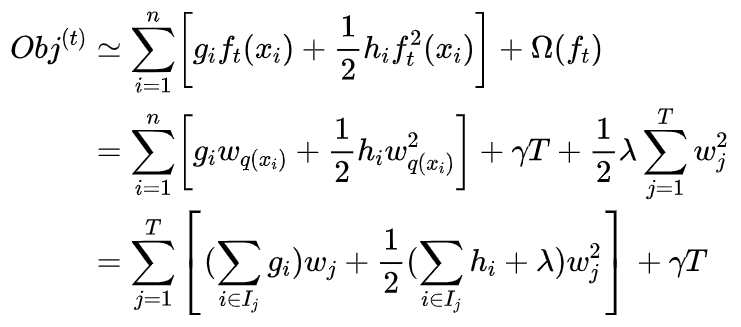 $Obj^{(t)} \simeq \sum_{i=1}^{n} \left[ g_i f_t(x_i) + \frac{1}{2} h_i f_t^2(x_i) \right] + \Omega(f_t)$
$= \sum_{i=1}^{n} \left[ g_i w_{q(x_i)} + \frac{1}{2} h_i w_{q(x_i)}^2 \right] + \gamma T + \frac{1}{2} \lambda \sum_{j=1}^{T} w_j^2$
$= \sum_{j=1}^{T} \left[ (\sum_{i \in I_j} g_i) w_j + \frac{1}{2} (\sum_{i \in I_j} h_i + \lambda) w_j^2 \right] + \gamma T$